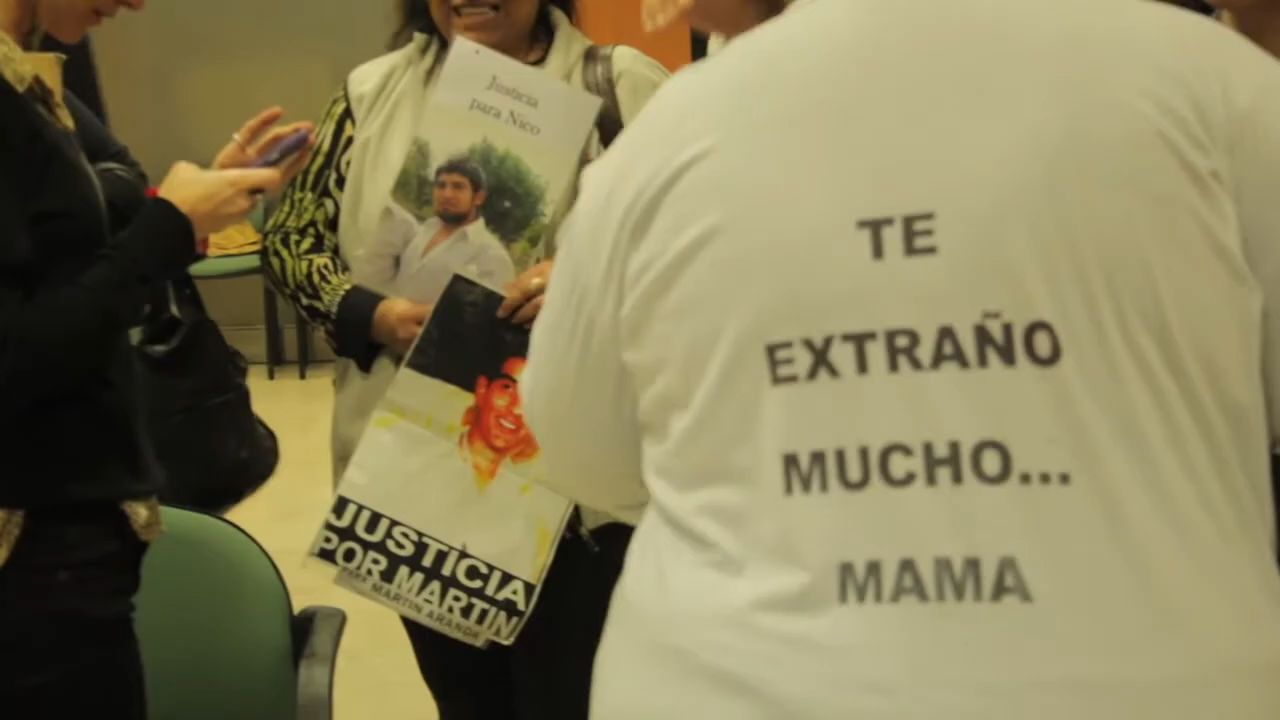 Justicia
para Nico
JUSTICIA
POR MARTIN
MARTIN ARANDA
TE
EXTRAÑO
MUCHO...
MAMA